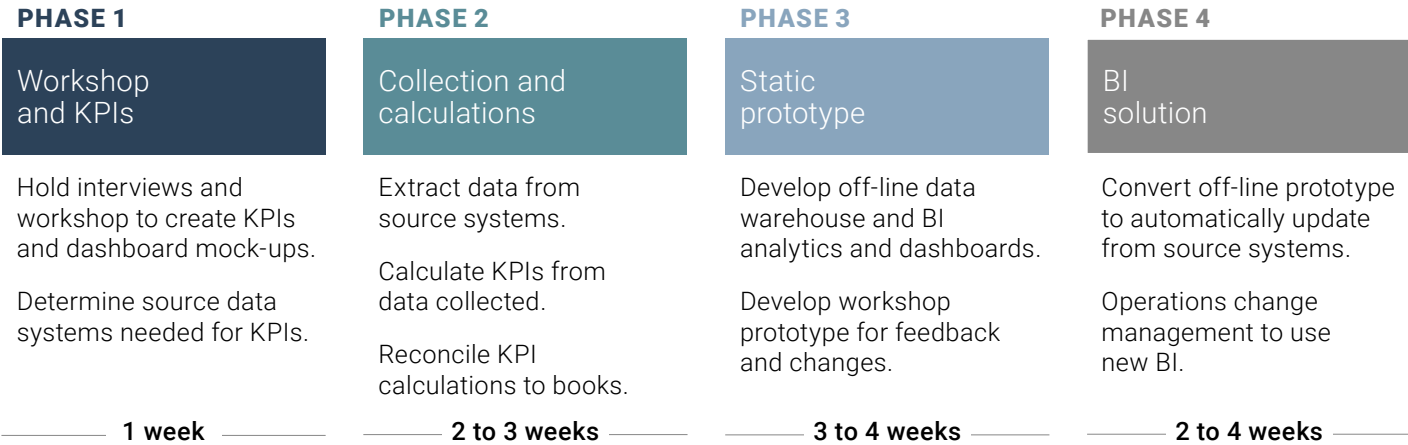 PHASE 1
Workshop
and KPIs
Hold interviews and
workshop to create KPIs
and dashboard mock-ups.
Determine source data
systems needed for KPIs.
1 week
PHASE 2
Collection and
calculations
Extract data from
source systems.
Calculate KPIs from
data collected.
Reconcile KPI
calculations to books.
2 to 3 weeks
PHASE 3
Static
prototype
Develop off-line data
warehouse and BI
analytics and dashboards.
Develop workshop
prototype for feedback
and changes.
3 to 4 weeks
PHASE 4
BI
solution
Convert off-line prototype
to automatically update
from source systems.
Operations change
management to use
new BI.
2 to 4 weeks